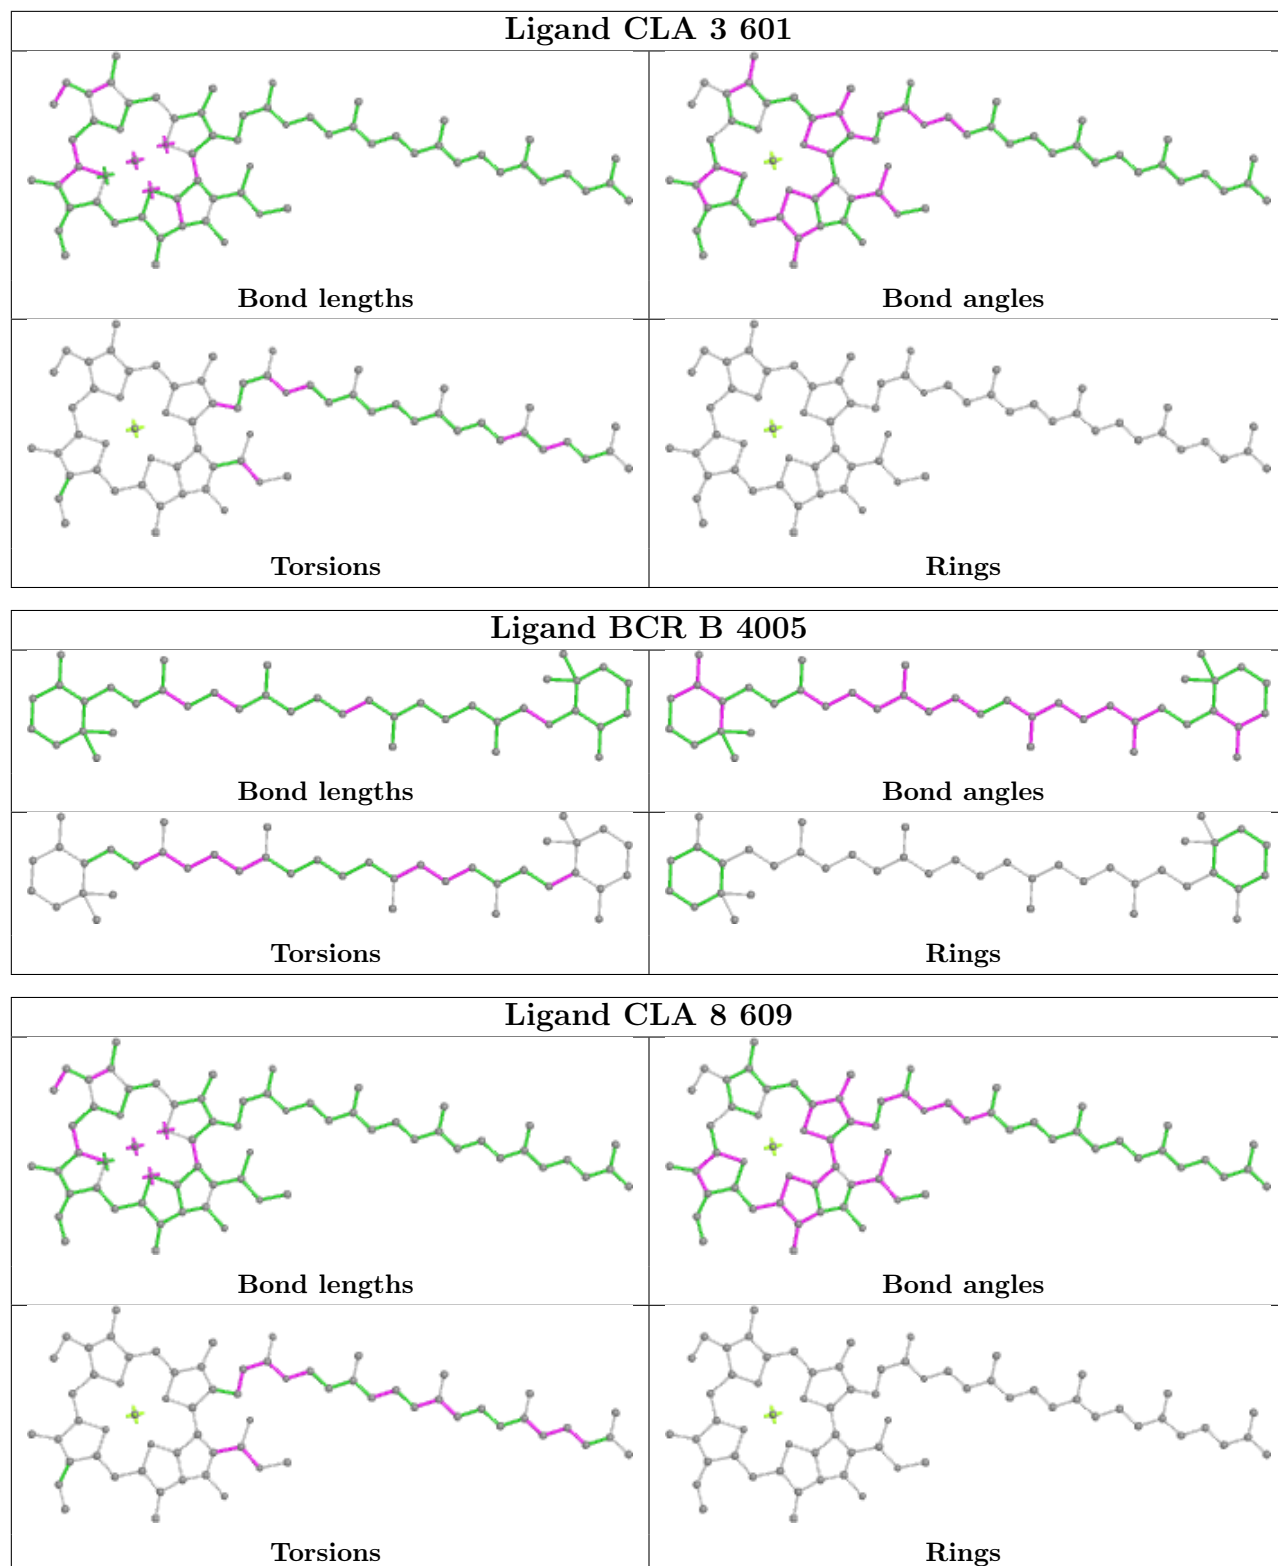 Ligand CLA 3 601
Bond lengths
Bond angles
Torsions
Rings
Ligand BCR B 4005
Bond lengths
Bond angles
Torsions
Rings
Ligand CLA 8 609
Bond lengths
Bond angles
Torsions
Rings